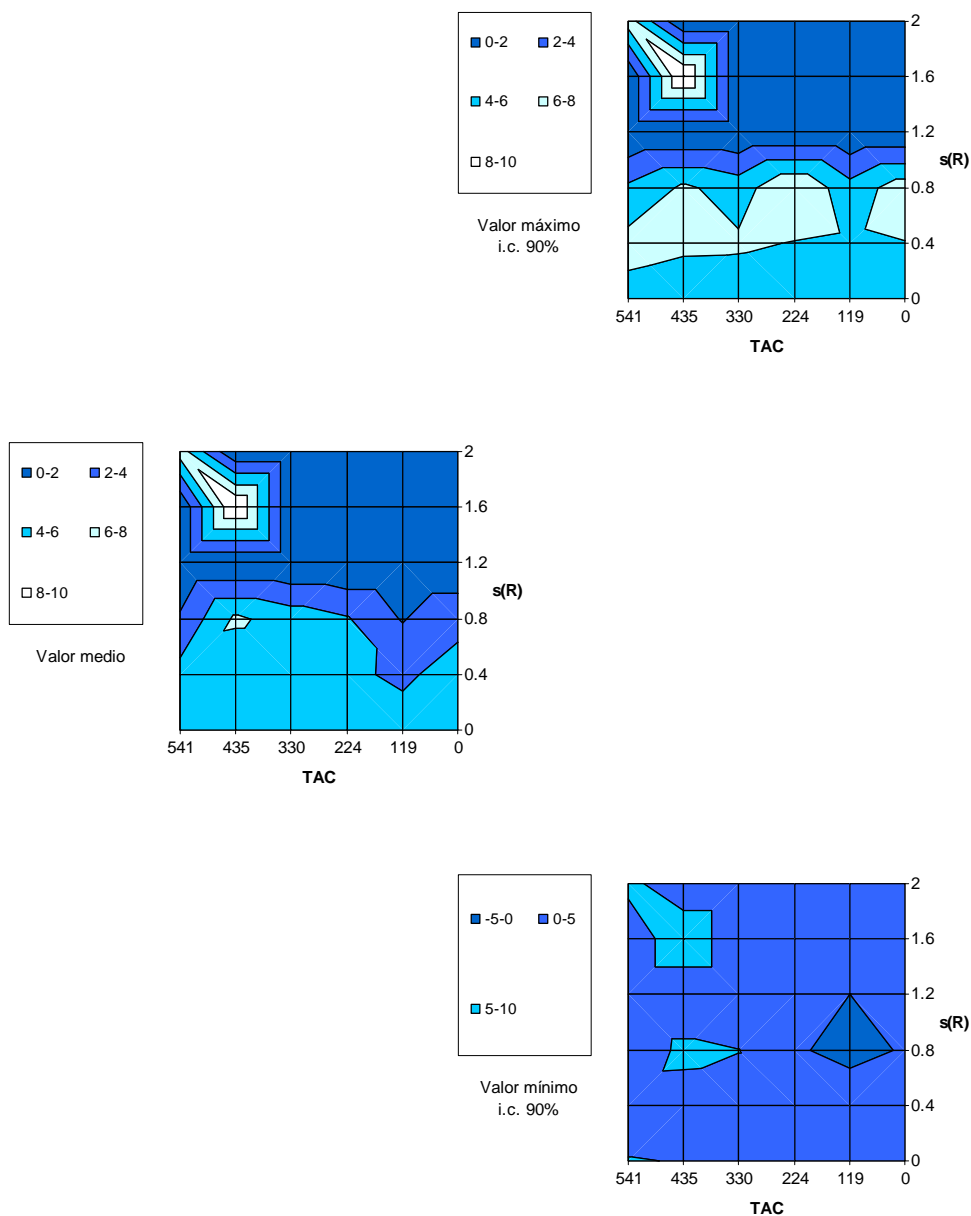 0-2 2-4
4-6 6-8
8-10
Valor máximo
i.c. 90%
2
1.6
1.2
s(R)
0.8
0.4
0
541 435 330 224 119 0
TAC
0-2 2-4
4-6 6-8
8-10
Valor medio
2
1.6
1.2
s(R)
0.8
0.4
0
541 435 330 224 119 0
TAC
-5-0 0-5
5-10
Valor mínimo
i.c. 90%
2
1.6
1.2
s(R)
0.8
0.4
0
541 435 330 224 119 0
TAC